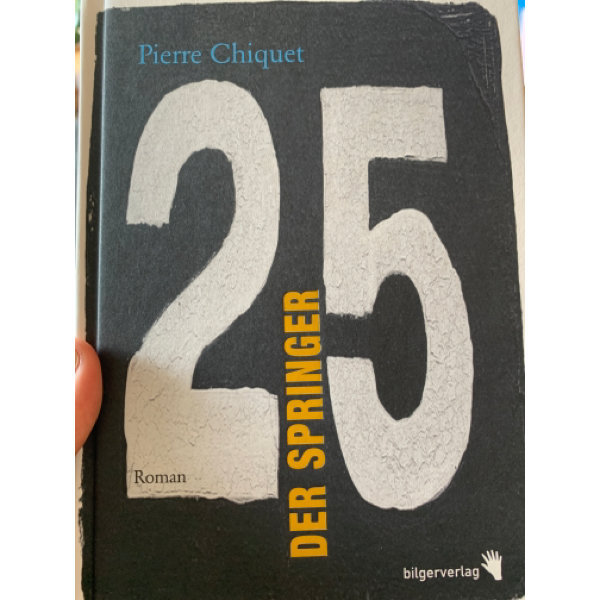 Pierre Chiquet
25
DER SPRINGER
Roman
bilgerverlag